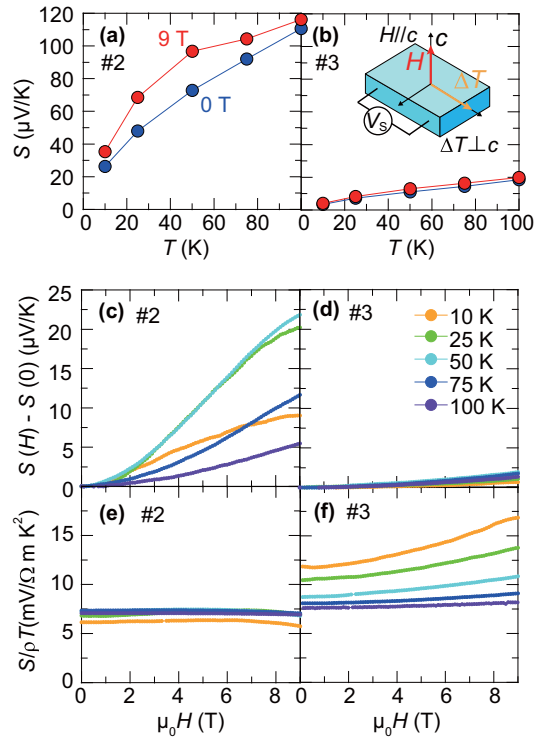 (a) 9 T
#2
0 T
S (µV/K)
120
100
80
60
40
20
0
0 20 40 60 80
T (K)
(b) H//c c
#3
H
ΔT
V_S
ΔT⊥c
0 20 40 60 80 100
T (K)
(c) #2
S (H) - S (0) (µV/K)
25
20
15
10
5
0
(d) #3
10 K
25 K
50 K
75 K
100 K
(e) #2
S/ρT(mV/Ω m K²)
15
10
5
0
0 2 4 6 8
µ₀H (T)
(f) #3
0 2 4 6 8
µ₀H (T)